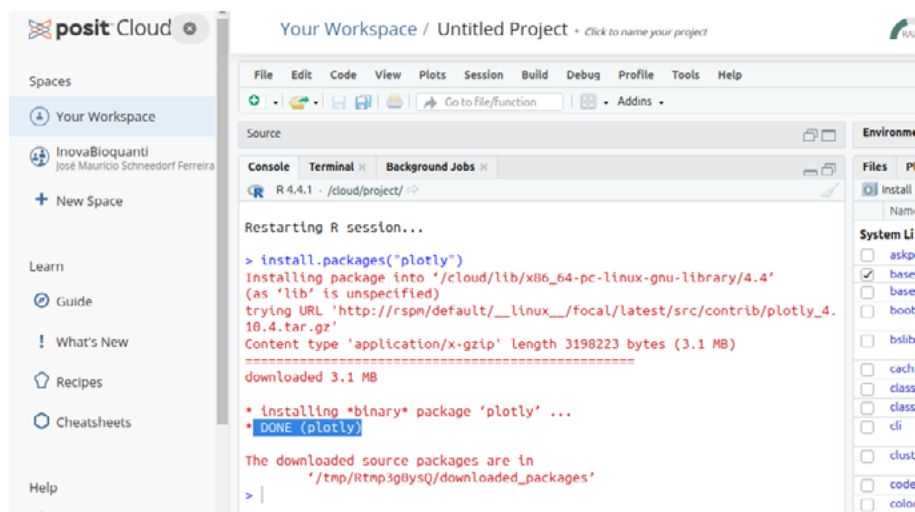 posit Cloud
Your Workspace / Untitled Project + Click to name your project
Spaces
Your Workspace
InovaBioquanti
José Maurício Schneedorf Ferreira
New Space
Learn
Guide
What's New
Recipes
Cheatsheets
Help
File Edit Code View Plots Session Build Debug Profile Tools Help
Go to file/function Addins
Source
Console Terminal Background Jobs
R 4.4.1 · /cloud/project/
Restarting R session...
> install.packages("plotly")
Installing package into ‘/cloud/lib/x86_64-pc-linux-gnu-library/4.4’
(as ‘lib’ is unspecified)
trying URL 'http://rspm/default/__linux__/focal/latest/src/contrib/plotly_4.
10.4.tar.gz'
Content type 'application/x-gzip' length 3198223 bytes (3.1 MB)
==================================================
downloaded 3.1 MB
* installing *binary* package ‘plotly’ ...
* DONE (plotly)
The downloaded source packages are in
‘/tmp/Rtmp3g0ysQ/downloaded_packages’
>
Environme
Files Pl
Install
Nam
System Li
askp
base
base
boot
bslib
cach
class
class
cli
clust
code
colou